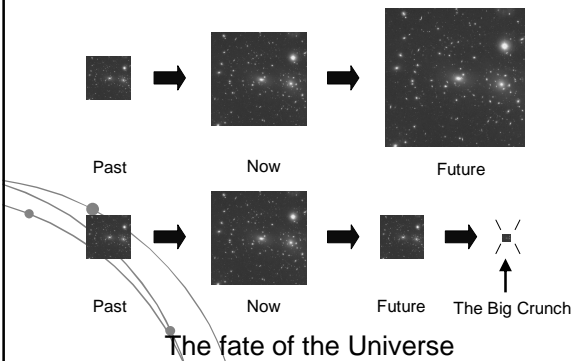 Past Now Future
Past Now Future The Big Crunch
The fate of the Universe